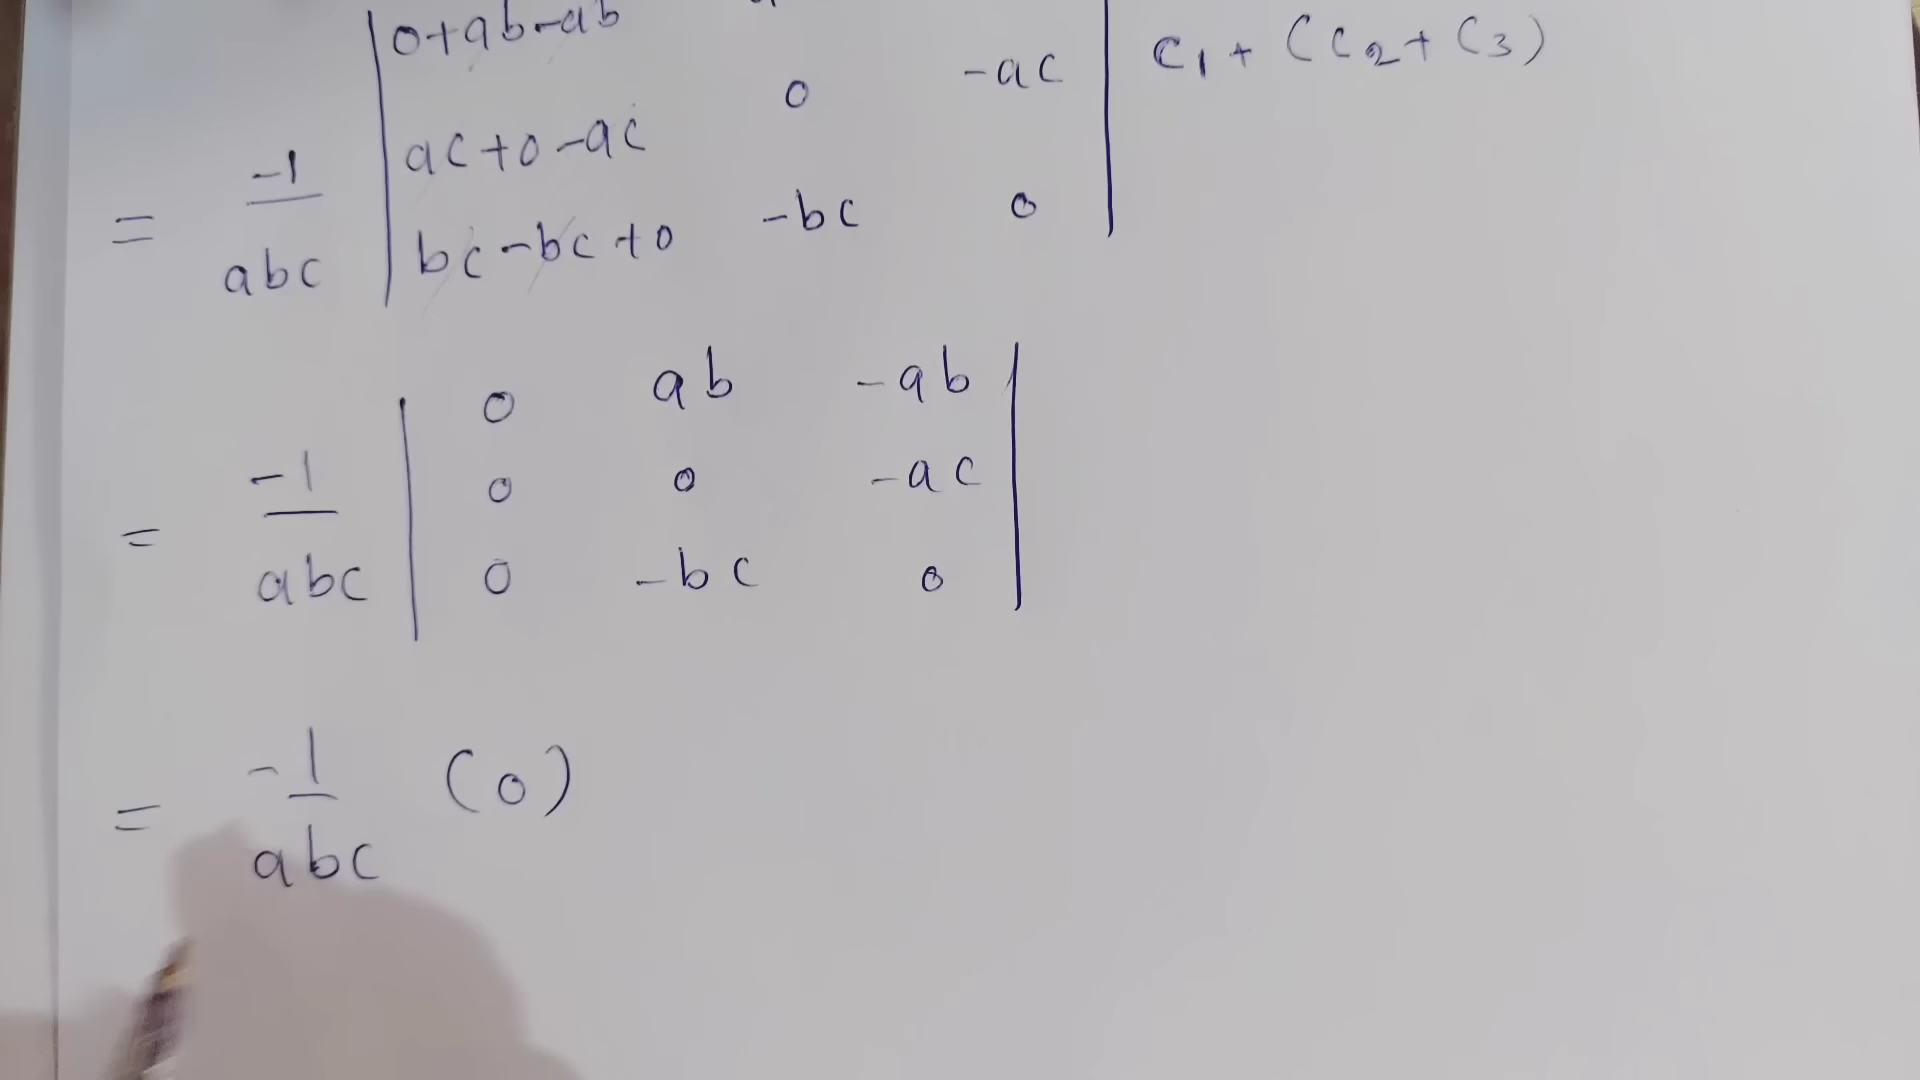 0+ab-ab
0 -ac | C1 + (C2 + C3)
ac+0-ac
= -1/abc | bc-bc+0 -bc 0 |
| 0 ab -ab |
= -1/abc | 0 0 -ac |
| 0 -bc 0 |
= -1/abc (0)